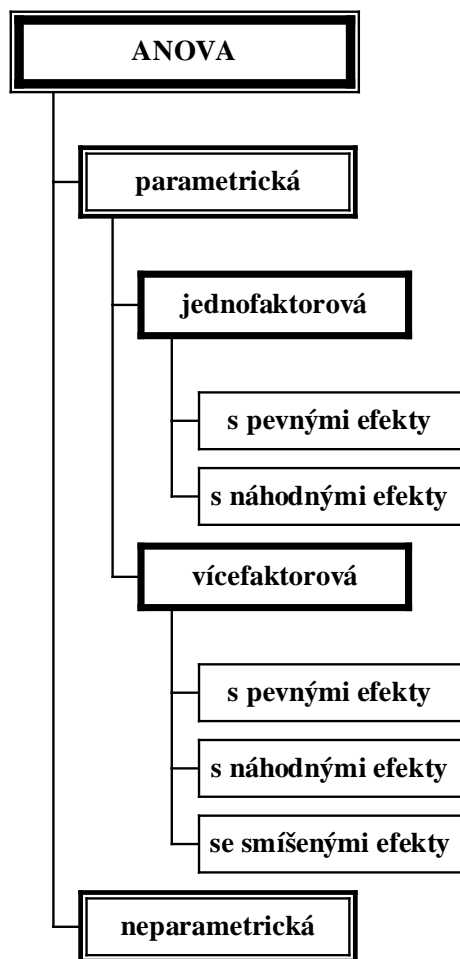 ANOVA
parametrická
jednofaktorová
s pevnými efekty
s náhodnými efekty
vícefaktorová
s pevnými efekty
s náhodnými efekty
se smíšenými efekty
neparametrická